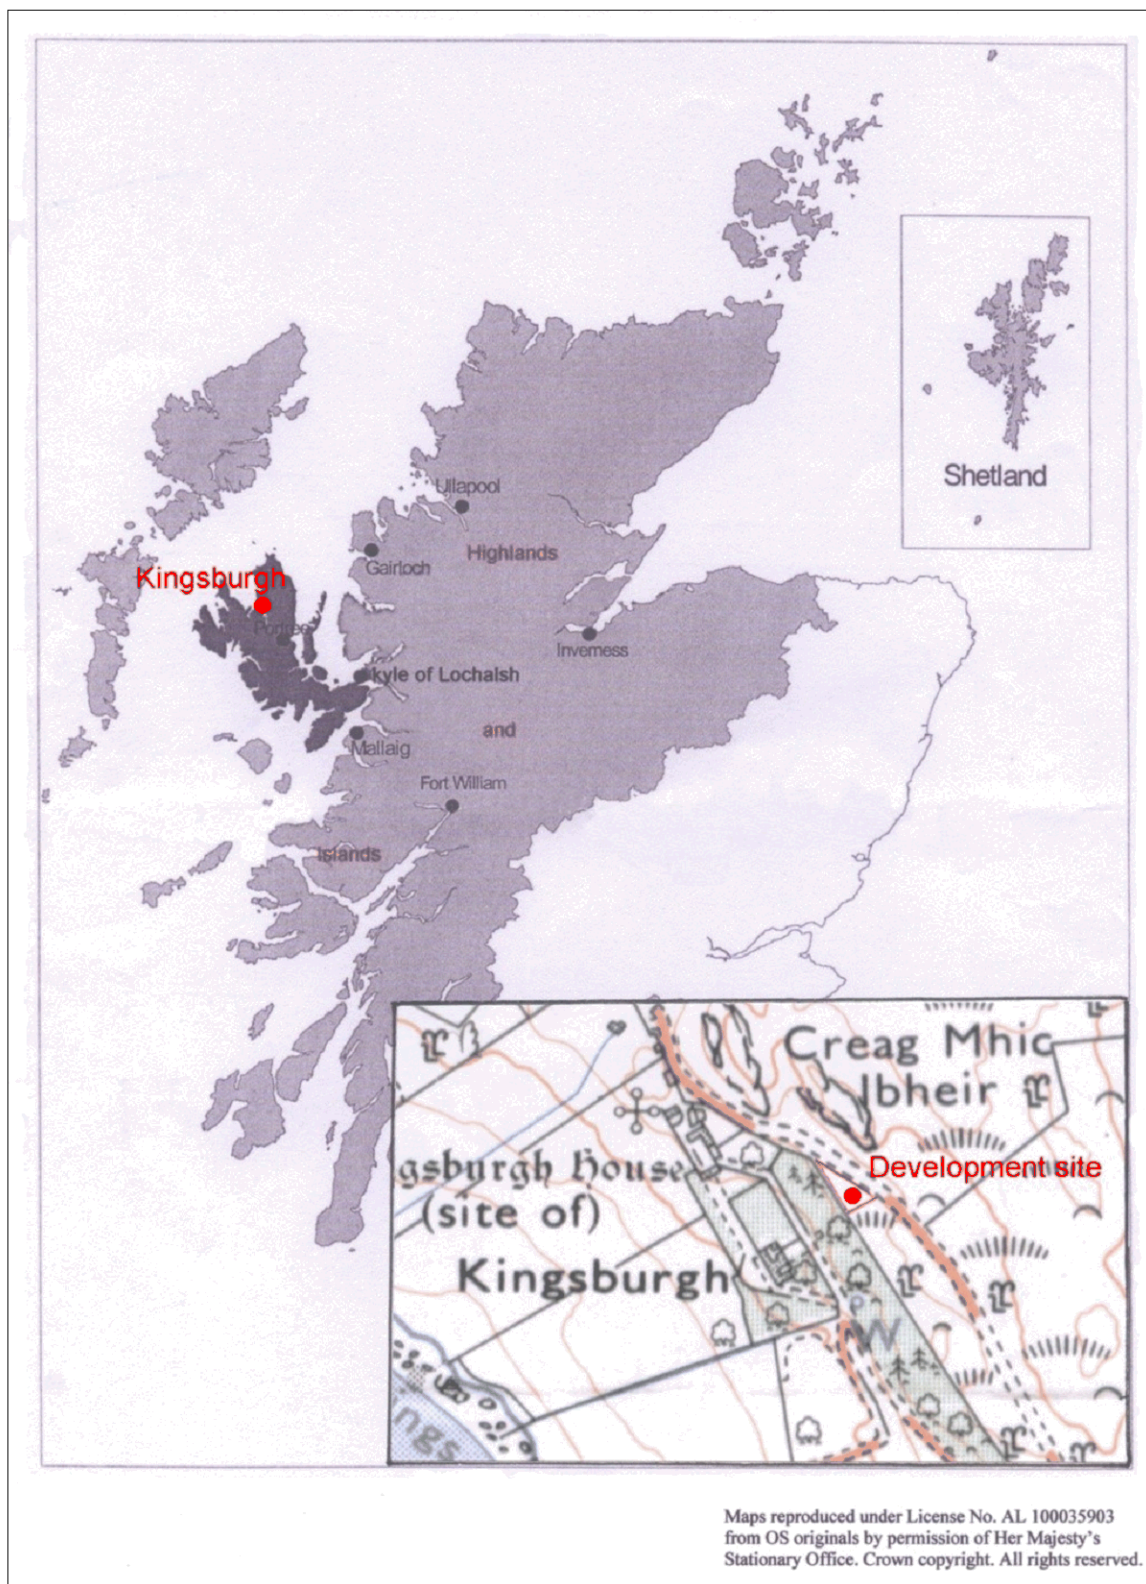 Shetland
Ullapool
Highlands
Gairloch
Kingsburgh
Portree
Inverness
kyle of Lochalsh
and
Mallaig
Fort William
Islands
Creag Mhic
Ibheir
Development site
gsburgh House
(site of)
Kingsburgh
W
ings
Maps reproduced under License No. AL 100035903
from OS originals by permission of Her Majesty's
Stationary Office. Crown copyright. All rights reserved.